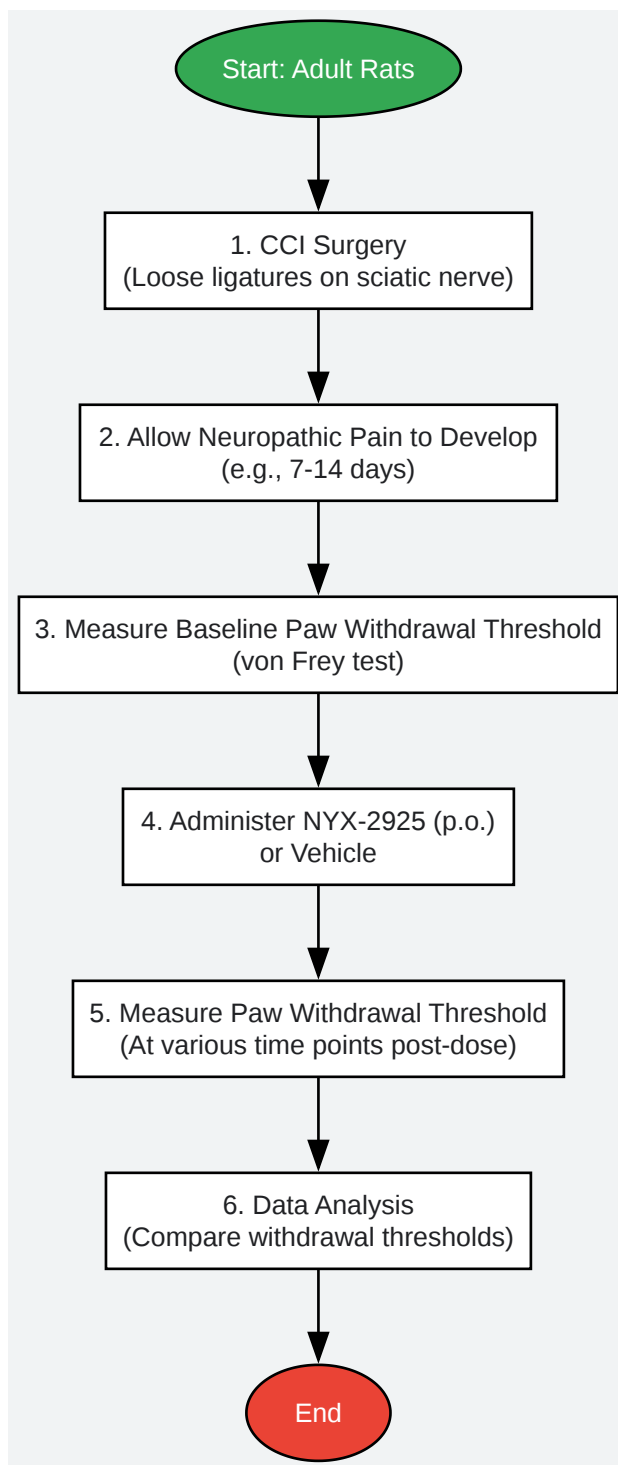 Start: Adult Rats
1. CCI Surgery
(Loose ligatures on sciatic nerve)
2. Allow Neuropathic Pain to Develop
(e.g., 7-14 days)
3. Measure Baseline Paw Withdrawal Threshold
(von Frey test)
4. Administer NYX-2925 (p.o.)
or Vehicle
5. Measure Paw Withdrawal Threshold
(At various time points post-dose)
6. Data Analysis
(Compare withdrawal thresholds)
End